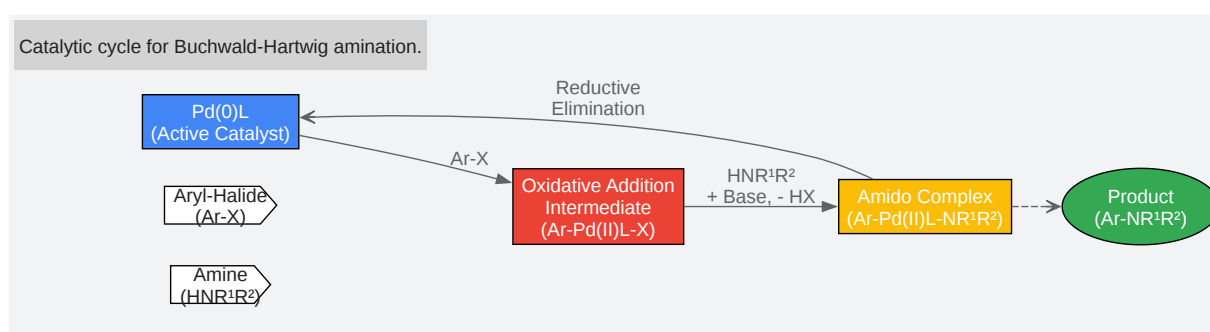 Catalytic cycle for Buchwald-Hartwig amination.
Reductive
Elimination
Pd(0)L
(Active Catalyst)
Ar-X
Aryl-Halide
(Ar-X)
Oxidative Addition
Intermediate
(Ar-Pd(II)L-X)
HNR¹R²
+ Base, - HX
Amido Complex
(Ar-Pd(II)L-NR¹R²)
Product
(Ar-NR¹R²)
Amine
(HNR¹R²)